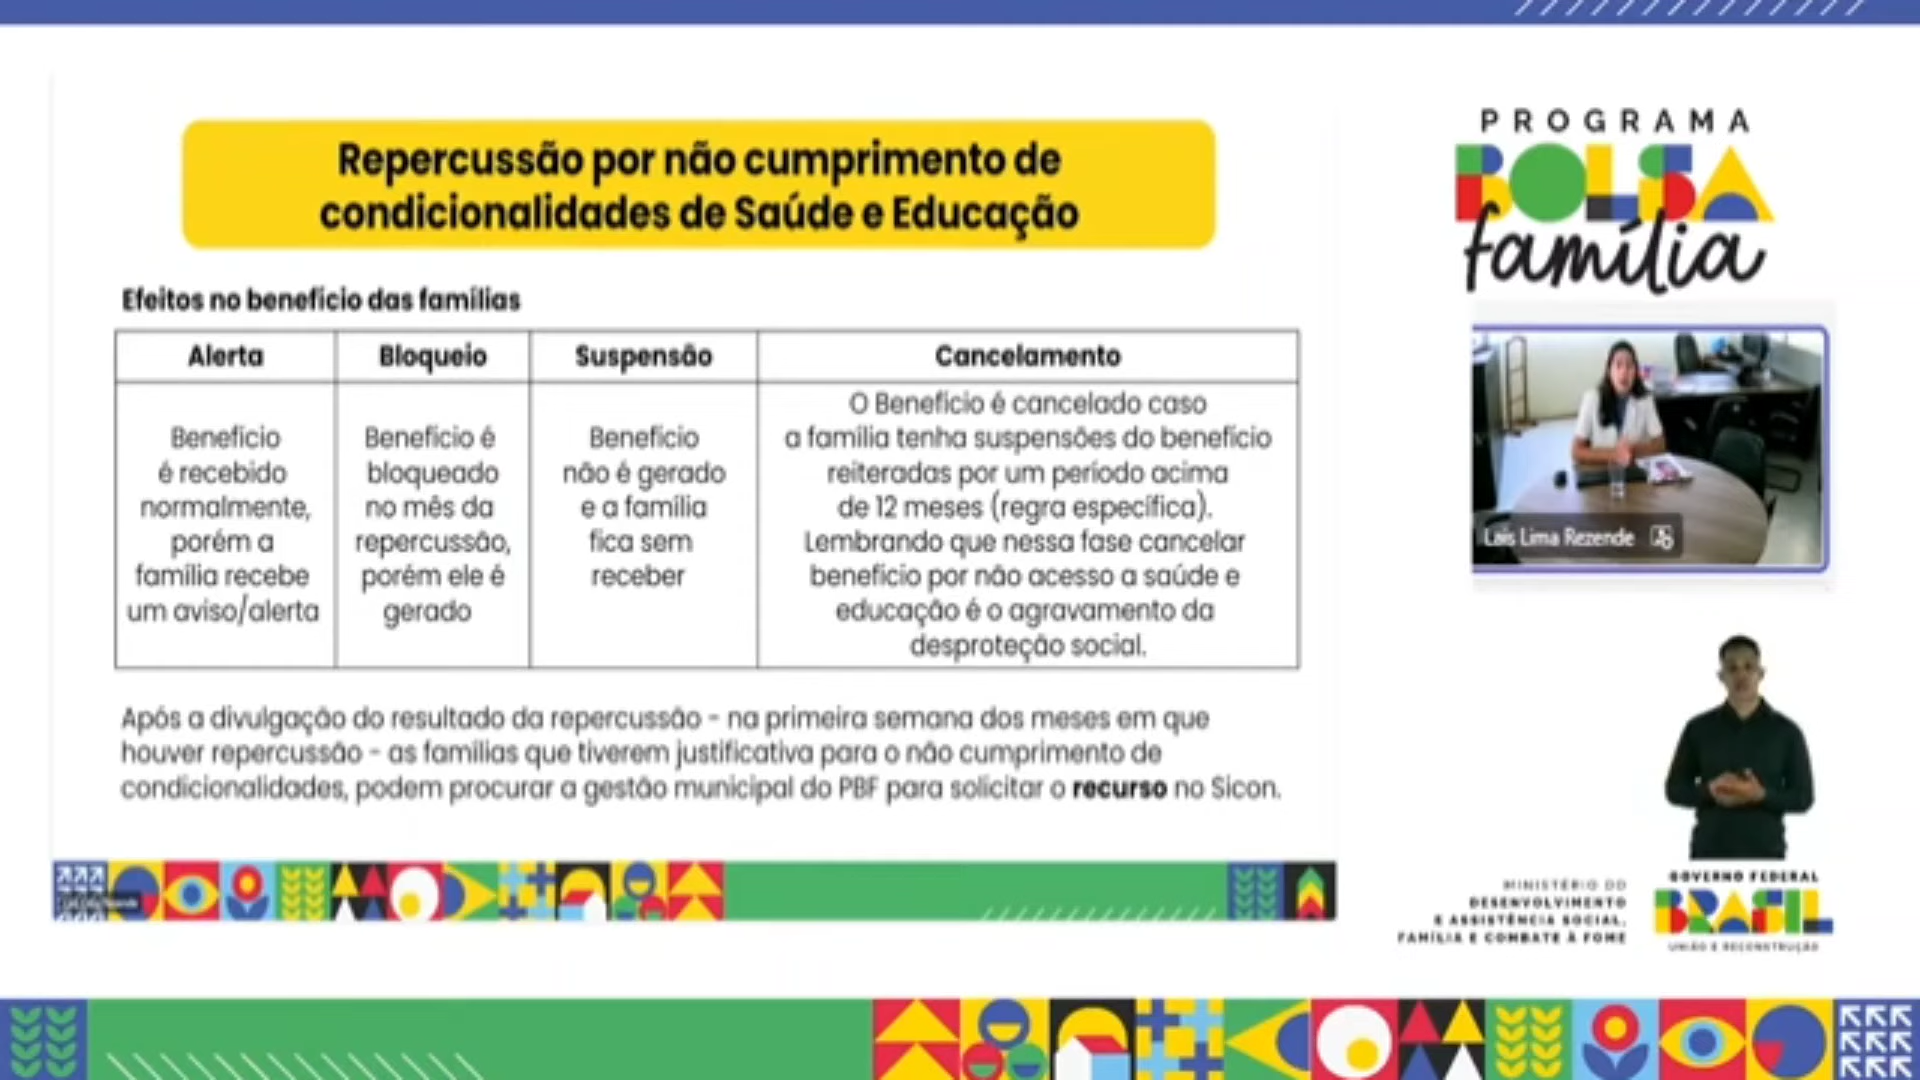 Repercussão por não cumprimento de
condicionalidades de Saúde e Educação
Efeitos no benefício das famílias
Alerta
Bloqueio
Suspensão
Cancelamento
Benefício
é recebido
normalmente,
porém a
família recebe
um aviso/alerta
Benefício é
bloqueado
no mês da
repercussão,
porém ele é
gerado
Benefício
não é gerado
e a família
fica sem
receber
O Benefício é cancelado caso
a família tenha suspensões do benefício
reiteradas por um período acima
de 12 meses (regra específica).
Lembrando que nessa fase cancelar
benefício por não acesso a saúde e
educação é o agravamento da
desproteção social.
Após a divulgação do resultado da repercussão - na primeira semana dos meses em que
houver repercussão - as famílias que tiverem justificativa para o não cumprimento de
condicionalidades, podem procurar a gestão municipal do PBF para solicitar o recurso no Sicon.
PROGRAMA
BOLSA
família
Laís Lima Rezende
MINISTÉRIO DO
DESENVOLVIMENTO
E ASSISTÊNCIA SOCIAL,
FAMÍLIA E COMBATE À FOME
GOVERNO FEDERAL
BRASIL
UNIÃO E RECONSTRUÇÃO